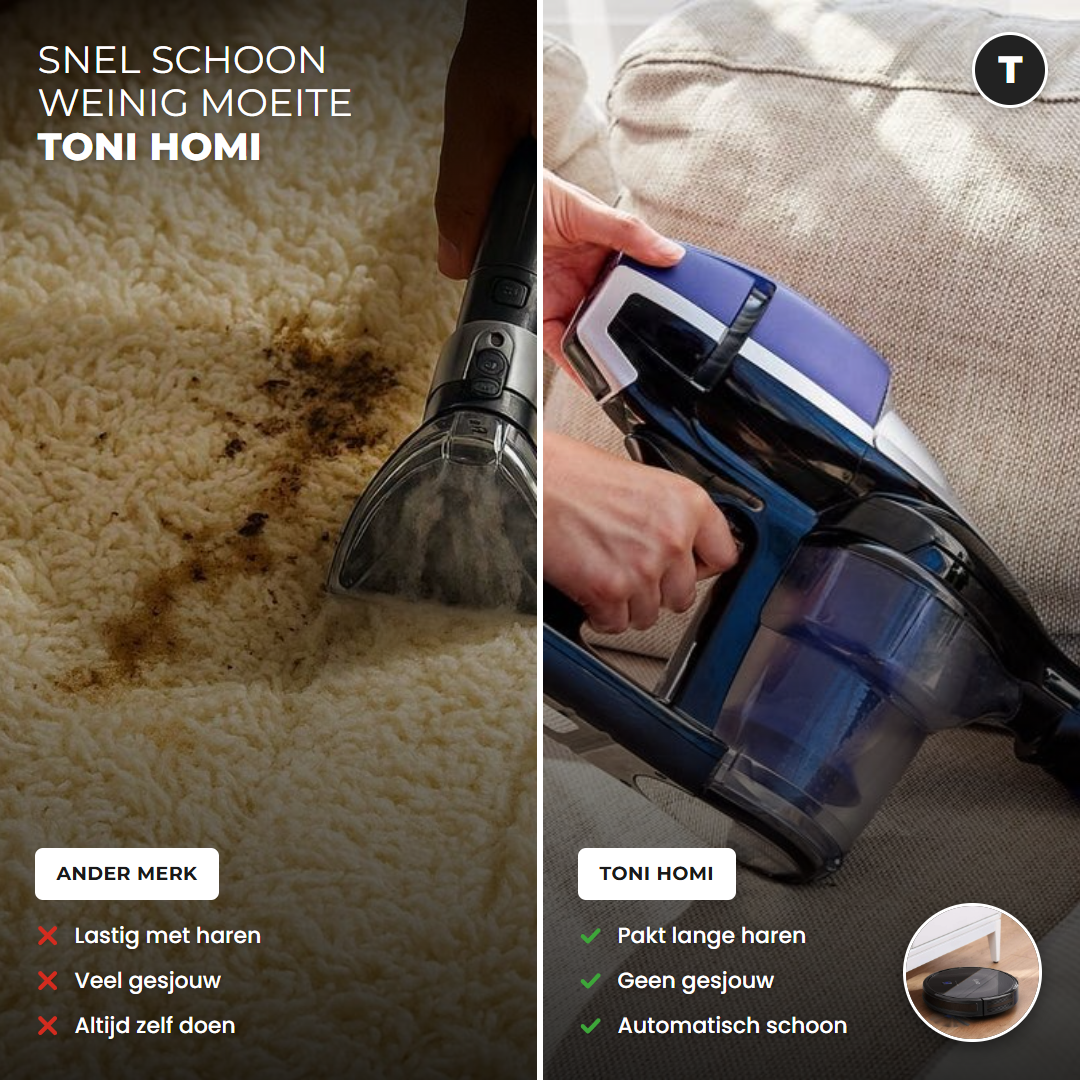 SNEL SCHOON
WEINIG MOEITE
TONI HOMI
T
ANDER MERK
Lastig met haren
Veel gesjouw
Altijd zelf doen
TONI HOMI
Pakt lange haren
Geen gesjouw
Automatisch schoon